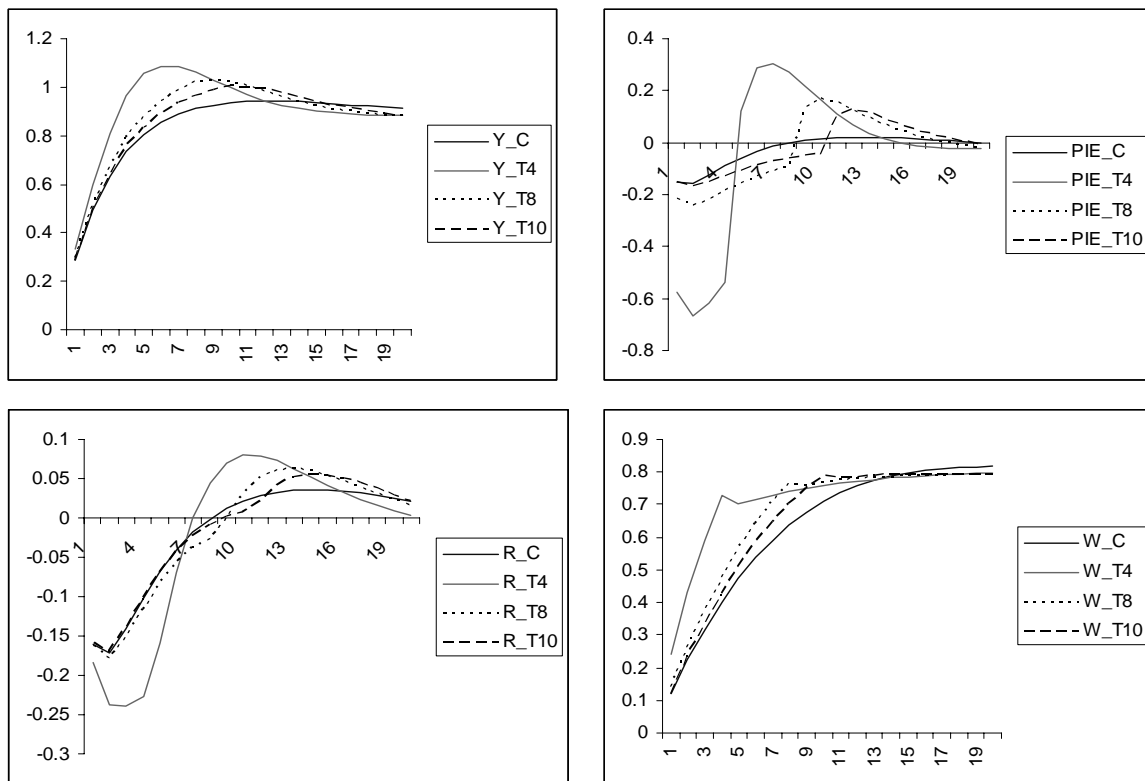 1.2
1
0.8
0.6
0.4
0.2
0
1 3 5 7 9 11 13 15 17 19
Y_C
Y_T4
Y_T8
Y_T10
0.4
0.2
0
-0.2
-0.4
-0.6
-0.8
1 4 7 10 13 16 19
PIE_C
PIE_T4
PIE_T8
PIE_T10
0.1
0.05
0
-0.05
-0.1
-0.15
-0.2
-0.25
-0.3
1 4 7 10 13 16 19
R_C
R_T4
R_T8
R_T10
0.9
0.8
0.7
0.6
0.5
0.4
0.3
0.2
0.1
0
1 3 5 7 9 11 13 15 17 19
W_C
W_T4
W_T8
W_T10